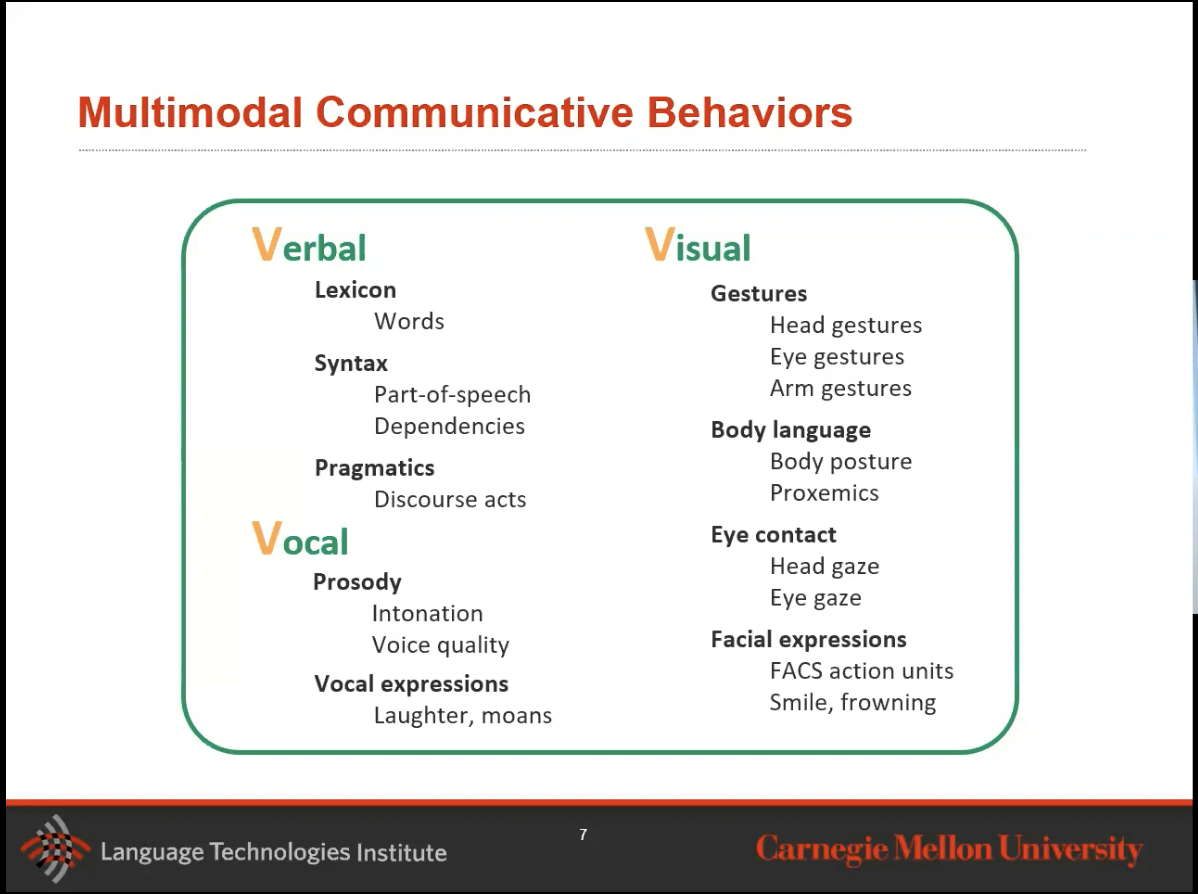 Multimodal Communicative Behaviors
Verbal
Lexicon
Words
Syntax
Part-of-speech
Dependencies
Pragmatics
Discourse acts
Vocal
Prosody
Intonation
Voice quality
Vocal expressions
Laughter, moans
Visual
Gestures
Head gestures
Eye gestures
Arm gestures
Body language
Body posture
Proxemics
Eye contact
Head gaze
Eye gaze
Facial expressions
FACS action units
Smile, frowning
Language Technologies Institute
7
Carnegie Mellon University